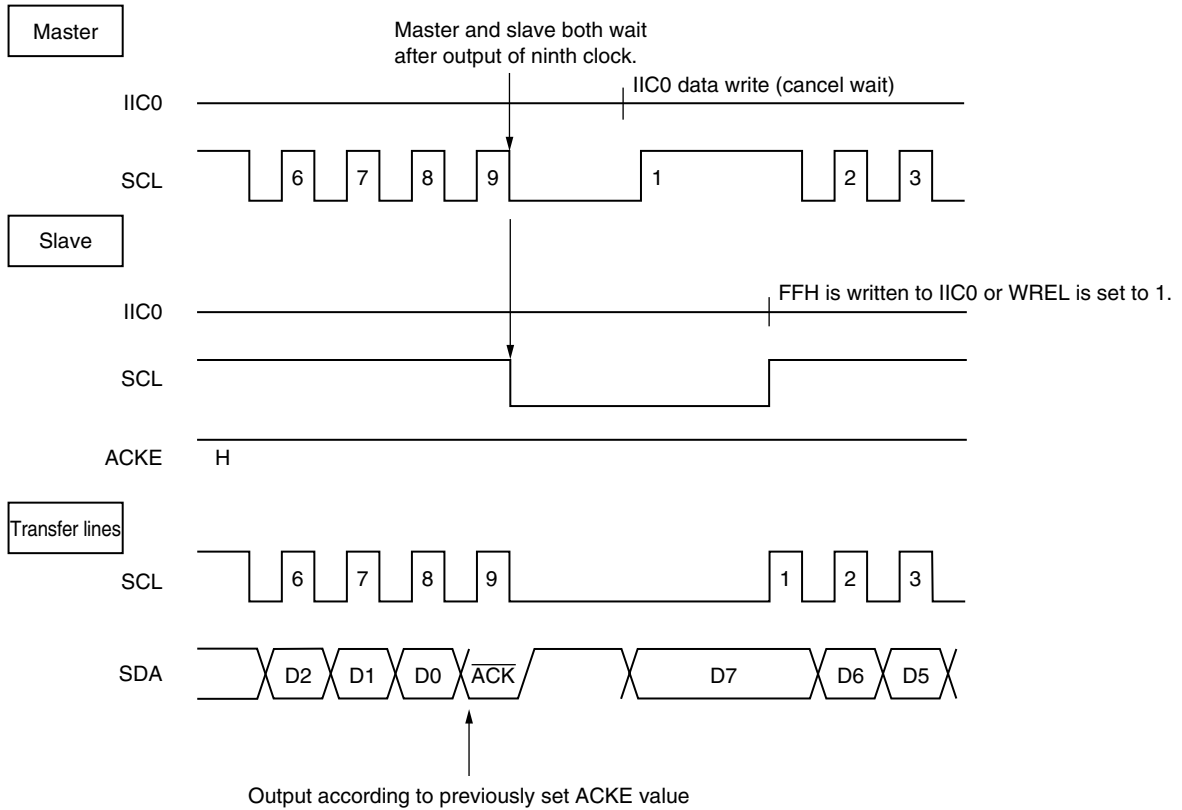 Master
Master and slave both wait
after output of ninth clock.
IIC0 data write (cancel wait)
IIC0
SCL 6 7 8 9 1 2 3
Slave
FFH is written to IIC0 or WREL is set to 1.
IIC0
SCL
ACKE H
Transfer lines
SCL 6 7 8 9 1 2 3
SDA D2 D1 D0 ACK D7 D6 D5
Output according to previously set ACKE value